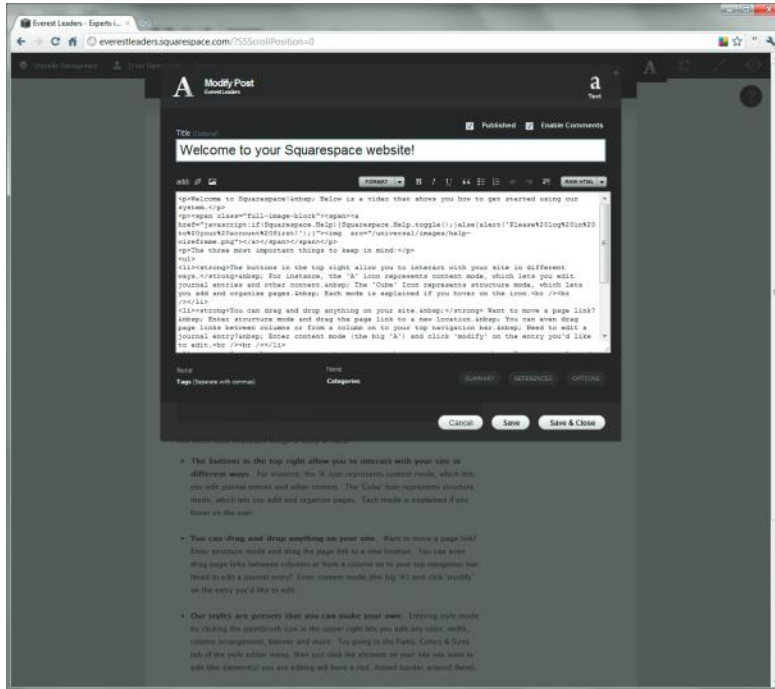 Everest Leaders - Experts i...
everestleaders.squarespace.com/?SSScrollPosition=0
Website Management
A
A
Modify Post
Everest Leaders
a
Text
Title (Optional)
Published
Enable Comments
Welcome to your Squarespace website!
add:
FORMAT
B I U
RAW HTML
<p>Welcome to Squarespace!&nbsp; Below is a video that shows you how to get started using our
system.</p>
<p><span class="full-image-block"><span><a
href="javascript:if(Squarespace.Help){Squarespace.Help.toggle();}else{alert('Please%20log%20in%20
to%20your%20account%20first!');}"><img src="/universal/images/help-
wireframe.png"></a></span></span></p>
<p>The three most important things to keep in mind:</p>
<ul>
<li><strong>The buttons in the top right allow you to interact with your site in different
ways.</strong>&nbsp; For instance, the 'A' icon represents content mode, which lets you edit
journal entries and other content.&nbsp; The 'Cube' Icon represents structure mode, which lets
you add and organize pages.&nbsp; Each mode is explained if you hover on the icon.<br /><br
/></li>
<li><strong>You can drag and drop anything on your site.&nbsp;</strong> Want to move a page link?
&nbsp; Enter structure mode and drag the page link to a new location.&nbsp; You can even drag
page links between columns or from a column on to your top navigation bar.&nbsp; Need to edit a
journal entry?&nbsp; Enter content mode (the big 'A') and click 'modify' on the entry you'd like
to edit.<br /><br /></li>
None
Tags (Separate with commas)
None
Categories
SUMMARY
REFERENCES
OPTIONS
Cancel
Save
Save & Close
• The buttons in the top right allow you to interact with your site in
different ways. For instance, the 'A' icon represents content mode, which lets
you edit journal entries and other content. The 'Cube' Icon represents structure
mode, which lets you add and organize pages. Each mode is explained if you
hover on the icon.
• You can drag and drop anything on your site. Want to move a page link?
Enter structure mode and drag the page link to a new location. You can even
drag page links between columns or from a column on to your top navigation bar.
Need to edit a journal entry? Enter content mode (the big 'A') and click 'modify'
on the entry you'd like to edit.
• Our styles are presets that you can make your own. Entering style mode
by clicking the paintbrush icon in the upper right lets you edit any color, width,
column arrangement, banner and more. Try going to the Fonts, Colors & Sizes
tab of the style editor menu, then just click the element on your site you want to
edit (the element(s) you are editing will have a red, dotted border around them).